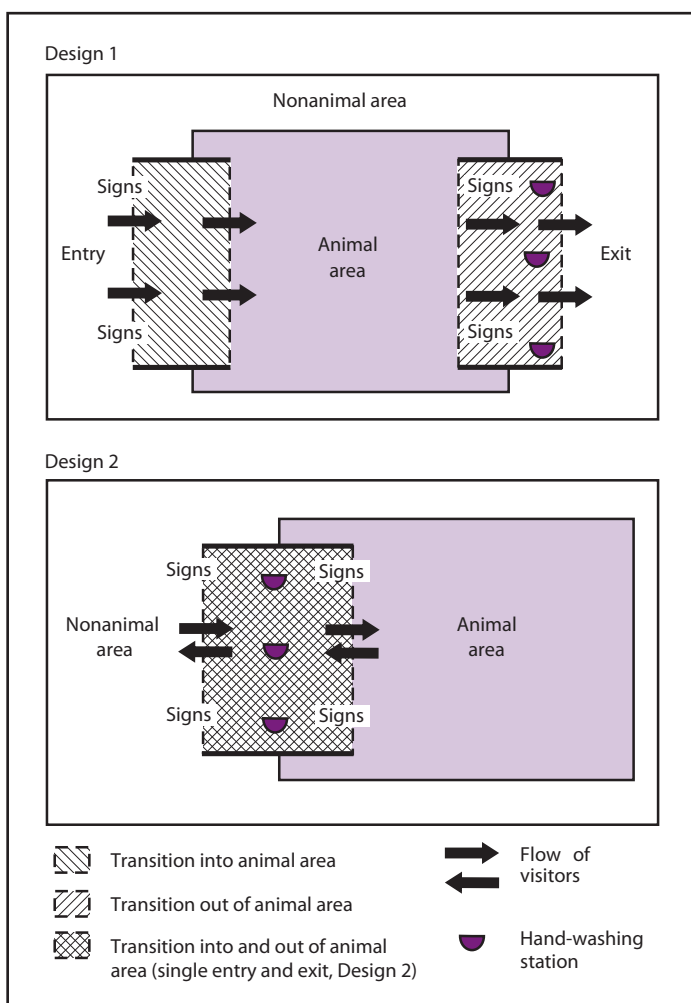 Design 1
Nonanimal area
Signs
Signs
Entry
Animal
area
Exit
Signs
Signs
Design 2
Signs
Signs
Nonanimal
area
Animal
area
Signs
Signs
Transition into animal area
Transition out of animal area
Transition into and out of animal
area (single entry and exit, Design 2)
Flow of
visitors
Hand-washing
station